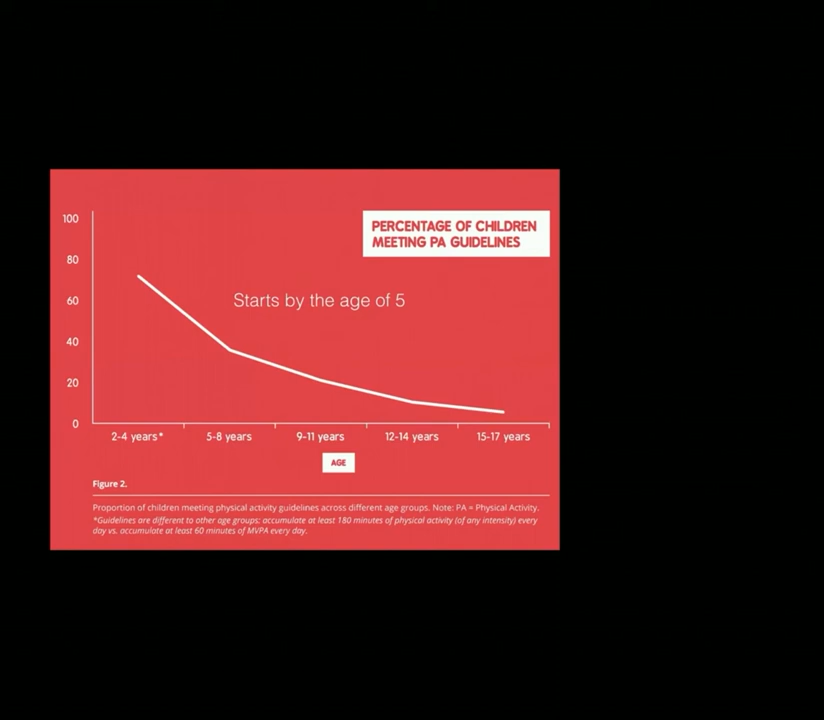 PERCENTAGE OF CHILDREN
MEETING PA GUIDELINES
100
80
60
40
20
0
Starts by the age of 5
2-4 years*
5-8 years
9-11 years
12-14 years
15-17 years
AGE
Figure 2.
Proportion of children meeting physical activity guidelines across different age groups. Note: PA = Physical Activity.
*Guidelines are different to other age groups: accumulate at least 180 minutes of physical activity (of any intensity) every
day vs. accumulate at least 60 minutes of MVPA every day.